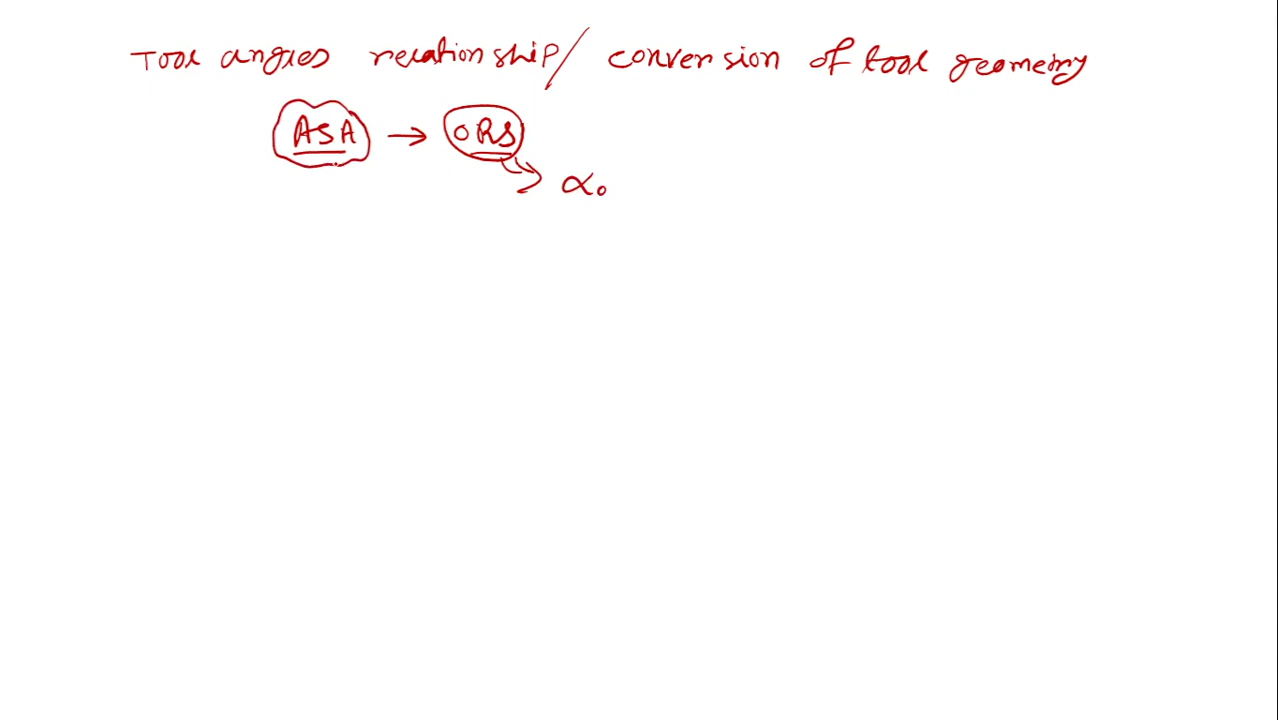 Tool angles relationship/ conversion of tool geometry
ASA → ORS
α₀